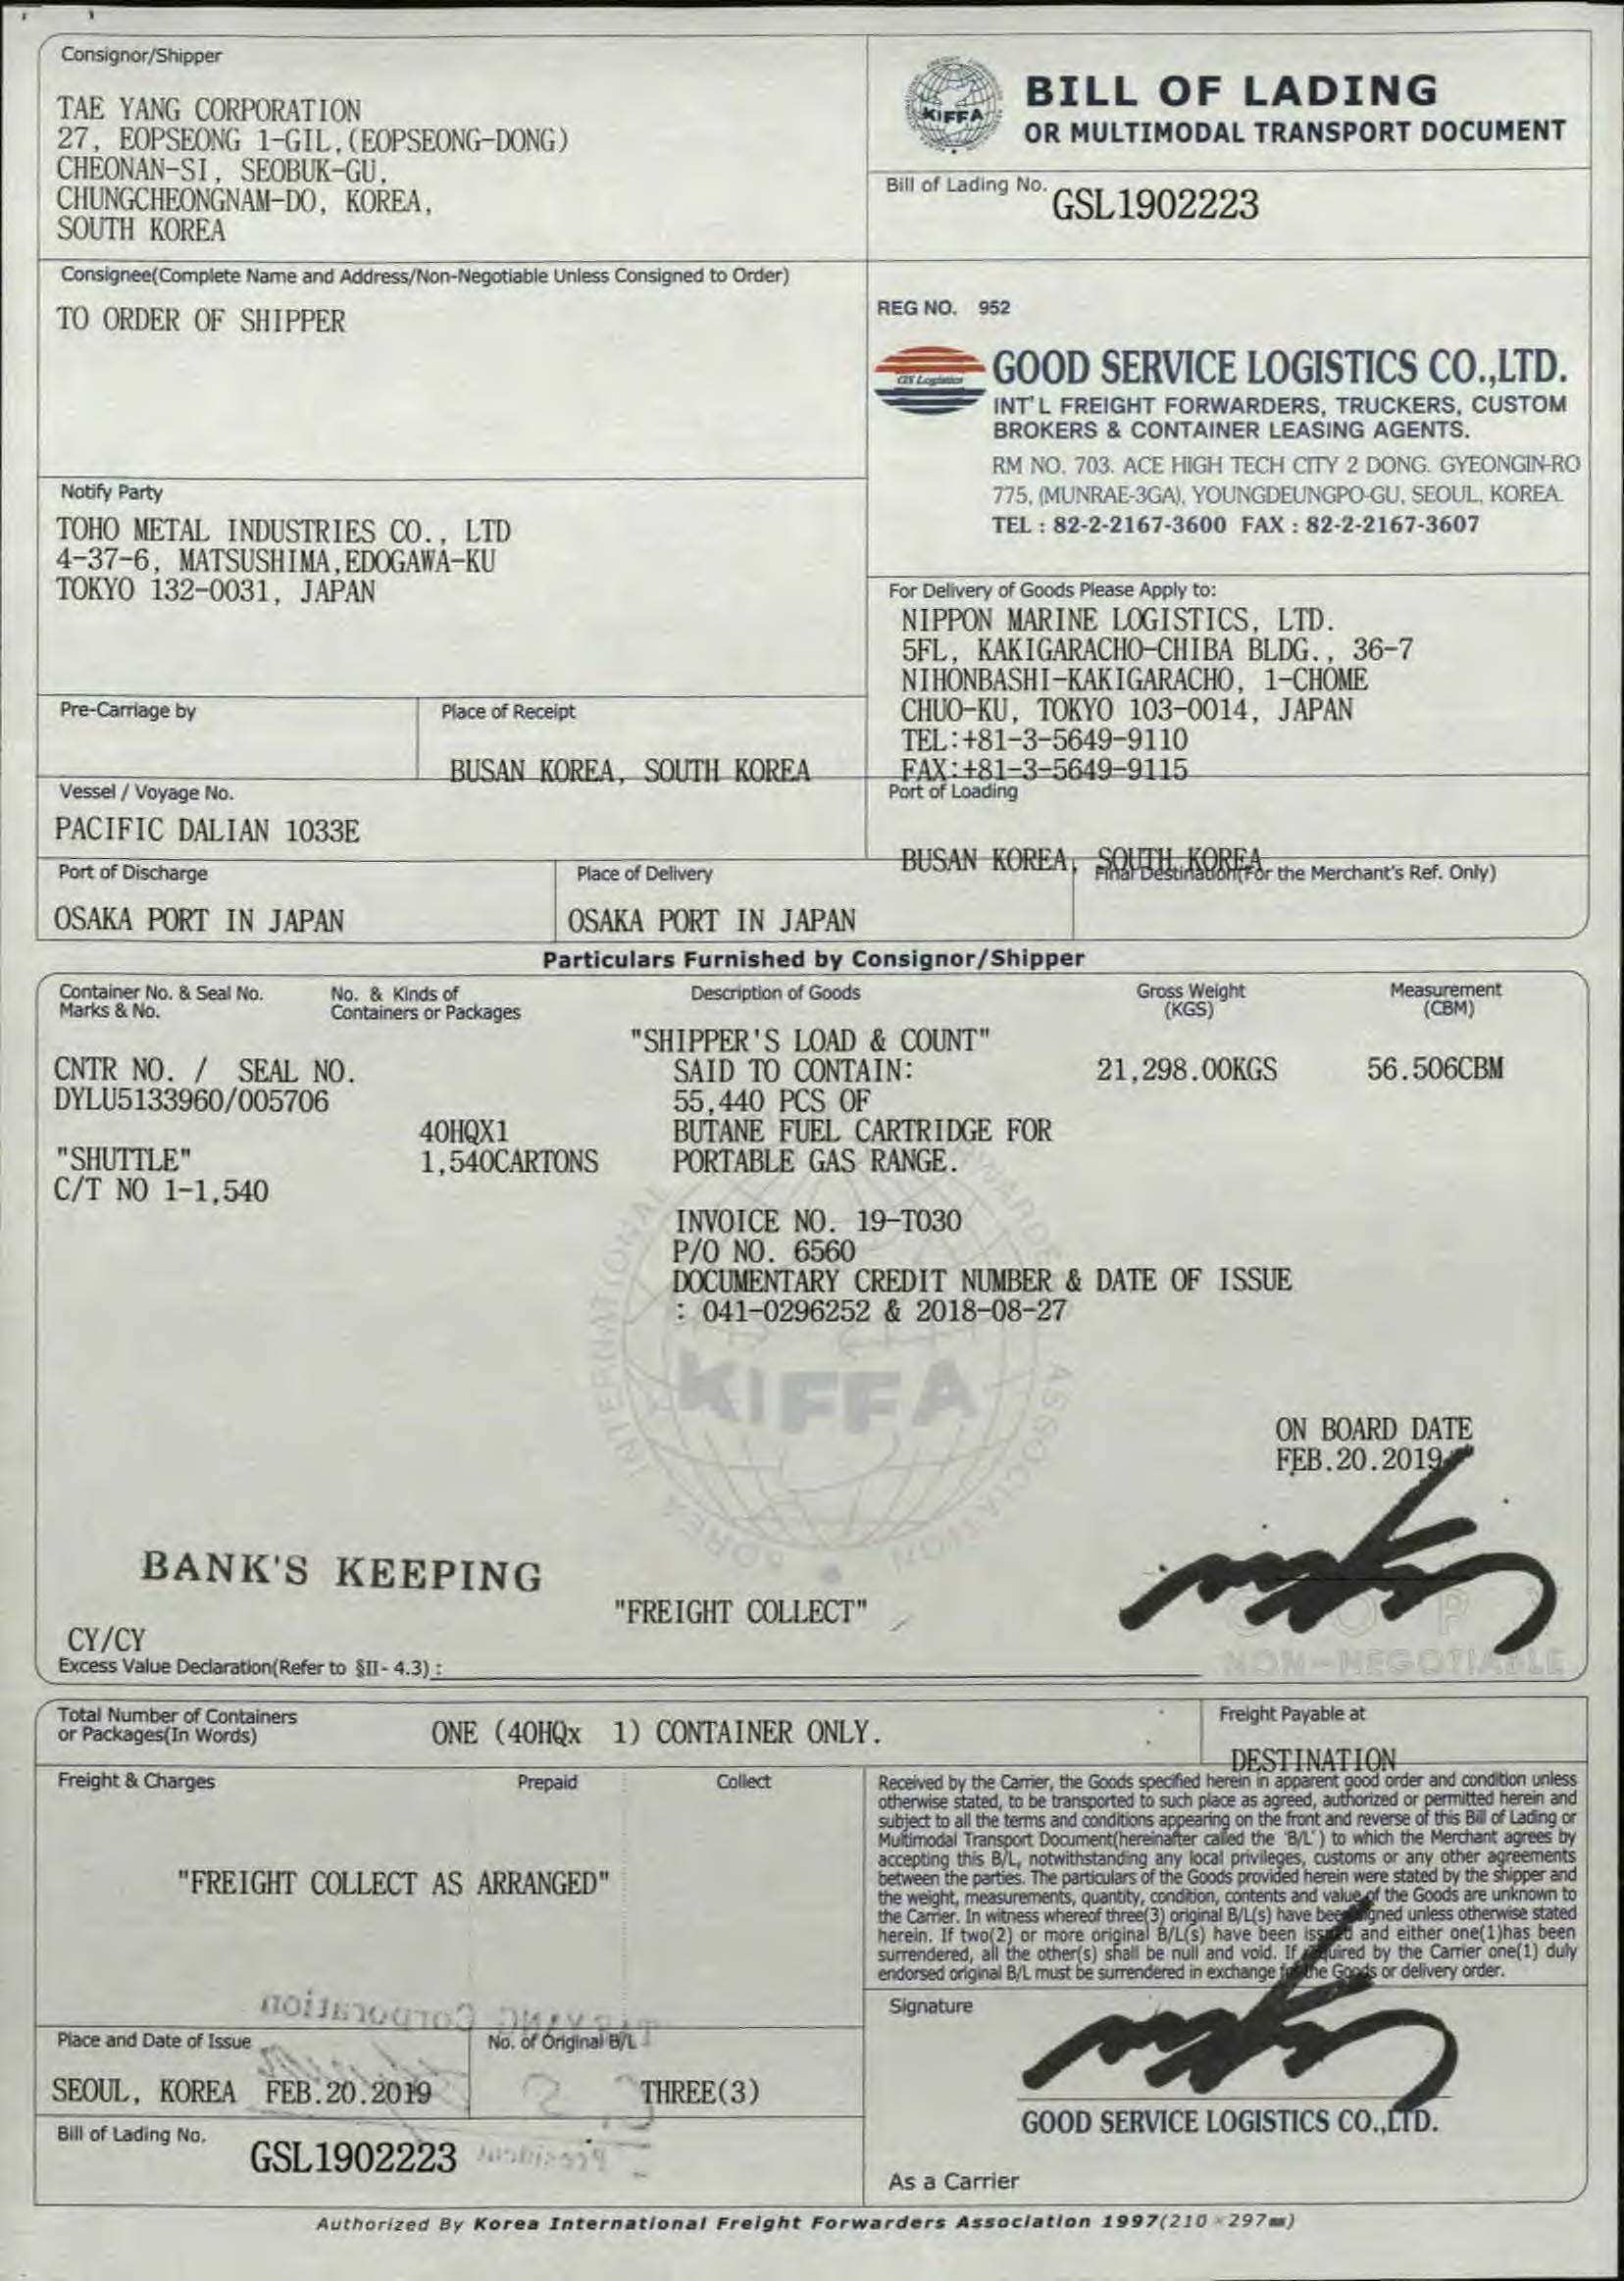 Consignor/Shipper
TAE YANG CORPORATION
27, EOPSEONG 1-GIL,(EOPSEONG-DONG)
CHEONAN-SI, SEOBUK-GU,
CHUNGCHEONGNAM-DO, KOREA,
SOUTH KOREA
KIFFA
BILL OF LADING
OR MULTIMODAL TRANSPORT DOCUMENT
Bill of Lading No. GSL1902223
Consignee(Complete Name and Address/Non-Negotiable Unless Consigned to Order)
TO ORDER OF SHIPPER
REG NO. 952
GS Logistics
GOOD SERVICE LOGISTICS CO.,LTD.
INT'L FREIGHT FORWARDERS, TRUCKERS, CUSTOM
BROKERS & CONTAINER LEASING AGENTS.
RM NO. 703. ACE HIGH TECH CITY 2 DONG. GYEONGIN-RO
775, (MUNRAE-3GA), YOUNGDEUNGPO-GU, SEOUL, KOREA.
TEL : 82-2-2167-3600 FAX : 82-2-2167-3607
Notify Party
TOHO METAL INDUSTRIES CO., LTD
4-37-6, MATSUSHIMA,EDOGAWA-KU
TOKYO 132-0031, JAPAN
For Delivery of Goods Please Apply to:
NIPPON MARINE LOGISTICS, LTD.
5FL, KAKIGARACHO-CHIBA BLDG., 36-7
NIHONBASHI-KAKIGARACHO, 1-CHOME
CHUO-KU, TOKYO 103-0014, JAPAN
TEL:+81-3-5649-9110
FAX:+81-3-5649-9115
Pre-Carriage by
Place of Receipt
BUSAN KOREA, SOUTH KOREA
Vessel / Voyage No.
PACIFIC DALIAN 1033E
Port of Loading
BUSAN KOREA, SOUTH KOREA
Port of Discharge
OSAKA PORT IN JAPAN
Place of Delivery
OSAKA PORT IN JAPAN
Final Destination(For the Merchant's Ref. Only)
Particulars Furnished by Consignor/Shipper
Container No. & Seal No.
Marks & No.
No. & Kinds of
Containers or Packages
Description of Goods
Gross Weight
(KGS)
Measurement
(CBM)
"SHIPPER'S LOAD & COUNT"
CNTR NO. / SEAL NO. SAID TO CONTAIN: 21,298.00KGS 56.506CBM
DYLU5133960/005706 55,440 PCS OF
40HQX1 BUTANE FUEL CARTRIDGE FOR
"SHUTTLE" 1,540CARTONS PORTABLE GAS RANGE.
C/T NO 1-1,540
INVOICE NO. 19-T030
P/O NO. 6560
DOCUMENTARY CREDIT NUMBER & DATE OF ISSUE
: 041-0296252 & 2018-08-27
KIFFA
KOREA INTERNATIONAL FREIGHT FORWARDERS ASSOCIATION
ON BOARD DATE
FEB.20.2019
BANK'S KEEPING
"FREIGHT COLLECT"
CY/CY
NON-NEGOTIABLE
Excess Value Declaration(Refer to §II- 4.3) :
Total Number of Containers
or Packages(In Words)
ONE (40HQx 1) CONTAINER ONLY.
Freight Payable at
DESTINATION
Freight & Charges Prepaid Collect
"FREIGHT COLLECT AS ARRANGED"
Received by the Carrier, the Goods specified herein in apparent good order and condition unless
otherwise stated, to be transported to such place as agreed, authorized or permitted herein and
subject to all the terms and conditions appearing on the front and reverse of this Bill of Lading or
Multimodal Transport Document(hereinafter called the 'B/L') to which the Merchant agrees by
accepting this B/L, notwithstanding any local privileges, customs or any other agreements
between the parties. The particulars of the Goods provided herein were stated by the shipper and
the weight, measurements, quantity, condition, contents and value of the Goods are unknown to
the Carrier. In witness whereof three(3) original B/L(s) have been signed unless otherwise stated
herein. If two(2) or more original B/L(s) have been issued and either one(1)has been
surrendered, all the other(s) shall be null and void. If required by the Carrier one(1) duly
endorsed original B/L must be surrendered in exchange for the Goods or delivery order.
TAEYANG Corporation
Place and Date of Issue
SEOUL, KOREA FEB.20.2019
No. of Original B/L
THREE(3)
President
Signature
GOOD SERVICE LOGISTICS CO.,LTD.
Bill of Lading No.
GSL1902223
As a Carrier
Authorized By Korea International Freight Forwarders Association 1997(210×297㎜)